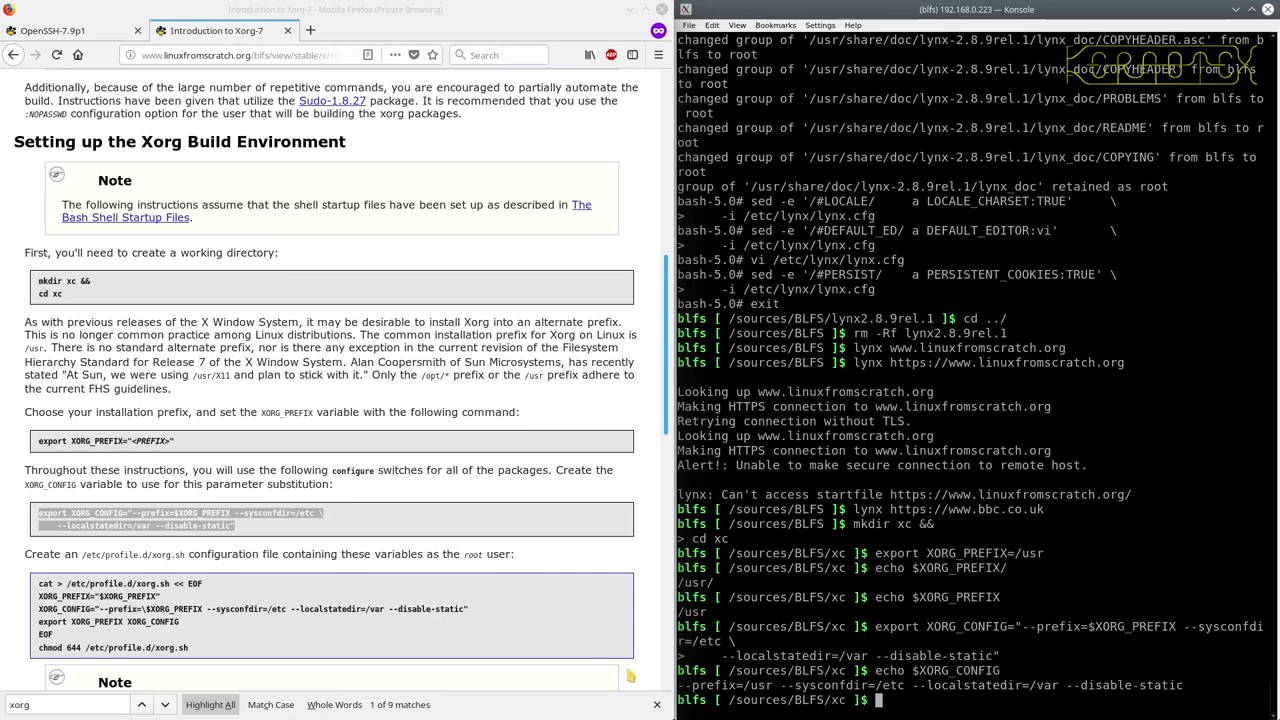 Introduction to Xorg-7 - Mozilla Firefox (Private Browsing)
OpenSSH-7.9p1
Introduction to Xorg-7
www.linuxfromscratch.org/blfs/view/stable/x/
Search
Additionally, because of the large number of repetitive commands, you are encouraged to partially automate the
build. Instructions have been given that utilize the Sudo-1.8.27 package. It is recommended that you use the
:NOPASSWD configuration option for the user that will be building the xorg packages.
Setting up the Xorg Build Environment
Note
The following instructions assume that the shell startup files have been set up as described in The
Bash Shell Startup Files.
First, you'll need to create a working directory:
mkdir xc &&
cd xc
As with previous releases of the X Window System, it may be desirable to install Xorg into an alternate prefix.
This is no longer common practice among Linux distributions. The common installation prefix for Xorg on Linux is
/usr. There is no standard alternate prefix, nor is there any exception in the current revision of the Filesystem
Hierarchy Standard for Release 7 of the X Window System. Alan Coopersmith of Sun Microsystems, has recently
stated "At Sun, we were using /usr/X11 and plan to stick with it." Only the /opt/* prefix or the /usr prefix adhere to
the current FHS guidelines.
Choose your installation prefix, and set the XORG_PREFIX variable with the following command:
export XORG_PREFIX="<PREFIX>"
Throughout these instructions, you will use the following configure switches for all of the packages. Create the
XORG_CONFIG variable to use for this parameter substitution:
export XORG_CONFIG="--prefix=$XORG_PREFIX --sysconfdir=/etc \
--localstatedir=/var --disable-static"
Create an /etc/profile.d/xorg.sh configuration file containing these variables as the root user:
cat > /etc/profile.d/xorg.sh << EOF
XORG_PREFIX="$XORG_PREFIX"
XORG_CONFIG="--prefix=\$XORG_PREFIX --sysconfdir=/etc --localstatedir=/var --disable-static"
export XORG_PREFIX XORG_CONFIG
EOF
chmod 644 /etc/profile.d/xorg.sh
Note
xorg
Highlight All
Match Case
Whole Words
1 of 9 matches
(blfs) 192.168.0.223 — Konsole
File Edit View Bookmarks Settings Help
changed group of '/usr/share/doc/lynx-2.8.9rel.1/lynx_doc/COPYHEADER.asc' from b
lfs to root
changed group of '/usr/share/doc/lynx-2.8.9rel.1/lynx_doc/COPYHEADER' from blfs
to root
changed group of '/usr/share/doc/lynx-2.8.9rel.1/lynx_doc/PROBLEMS' from blfs to
root
changed group of '/usr/share/doc/lynx-2.8.9rel.1/lynx_doc/README' from blfs to r
oot
changed group of '/usr/share/doc/lynx-2.8.9rel.1/lynx_doc/COPYING' from blfs to
root
group of '/usr/share/doc/lynx-2.8.9rel.1/lynx_doc' retained as root
bash-5.0# sed -e '/#LOCALE/     a LOCALE_CHARSET:TRUE'     \
>     -i /etc/lynx/lynx.cfg
bash-5.0# sed -e '/#DEFAULT_ED/ a DEFAULT_EDITOR:vi'       \
>     -i /etc/lynx/lynx.cfg
bash-5.0# vi /etc/lynx/lynx.cfg
bash-5.0# sed -e '/#PERSIST/    a PERSISTENT_COOKIES:TRUE' \
>     -i /etc/lynx/lynx.cfg
bash-5.0# exit
blfs [ /sources/BLFS/lynx2.8.9rel.1 ]$ cd ../
blfs [ /sources/BLFS ]$ rm -Rf lynx2.8.9rel.1
blfs [ /sources/BLFS ]$ lynx www.linuxfromscratch.org
blfs [ /sources/BLFS ]$ lynx https://www.linuxfromscratch.org
Looking up www.linuxfromscratch.org
Making HTTPS connection to www.linuxfromscratch.org
Retrying connection without TLS.
Looking up www.linuxfromscratch.org
Making HTTPS connection to www.linuxfromscratch.org
Alert!: Unable to make secure connection to remote host.
lynx: Can't access startfile https://www.linuxfromscratch.org/
blfs [ /sources/BLFS ]$ lynx https://www.bbc.co.uk
blfs [ /sources/BLFS ]$ mkdir xc &&
> cd xc
blfs [ /sources/BLFS/xc ]$ export XORG_PREFIX=/usr
blfs [ /sources/BLFS/xc ]$ echo $XORG_PREFIX/
/usr/
blfs [ /sources/BLFS/xc ]$ echo $XORG_PREFIX
/usr
blfs [ /sources/BLFS/xc ]$ export XORG_CONFIG="--prefix=$XORG_PREFIX --sysconfdi
r=/etc \
>     --localstatedir=/var --disable-static"
blfs [ /sources/BLFS/xc ]$ echo $XORG_CONFIG
--prefix=/usr --sysconfdir=/etc --localstatedir=/var --disable-static
blfs [ /sources/BLFS/xc ]$